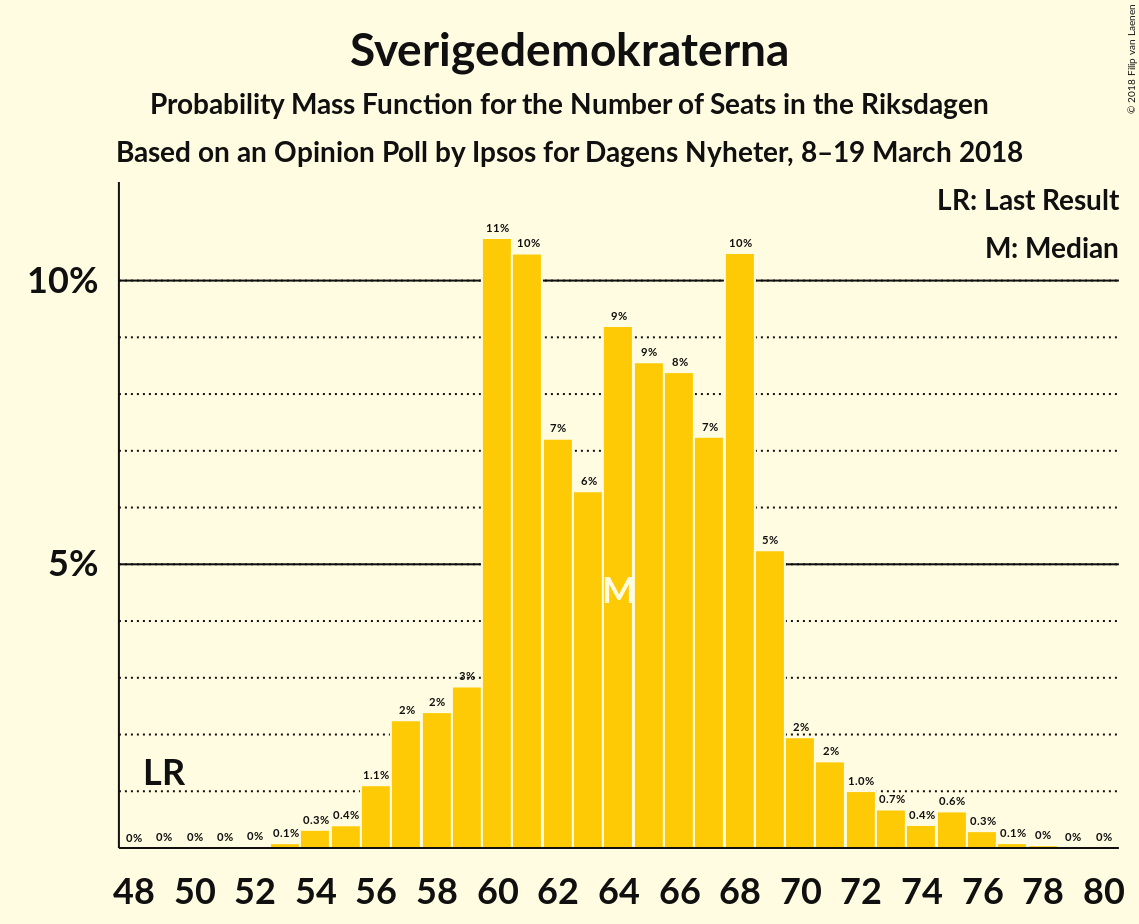 Sverigedemokraterna
Probability Mass Function for the Number of Seats in the Riksdagen
Based on an Opinion Poll by Ipsos for Dagens Nyheter, 8–19 March 2018
© 2018 Filip van Laenen
LR: Last Result
M: Median
10%
5%
0% 0% 0% 0% 0% 0.1% 0.3% 0.4% 1.1% 2% 2% 3% 11% 10% 7% 6% 9% 9% 8% 7% 10% 5% 2% 2% 1.0% 0.7% 0.4% 0.6% 0.3% 0.1% 0% 0% 0%
M
LR
48 50 52 54 56 58 60 62 64 66 68 70 72 74 76 78 80